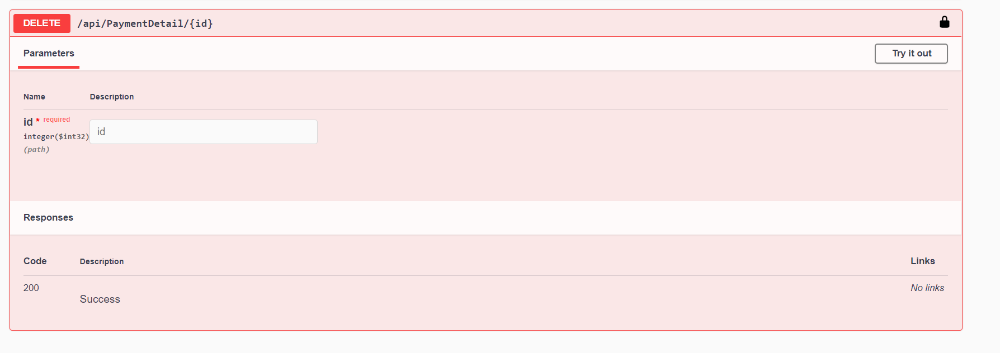 DELETE /api/PaymentDetail/{id}
Parameters
Try it out
Name Description
id * required
integer($int32)
(path)
id
Responses
Code Description Links
200
Success
No links